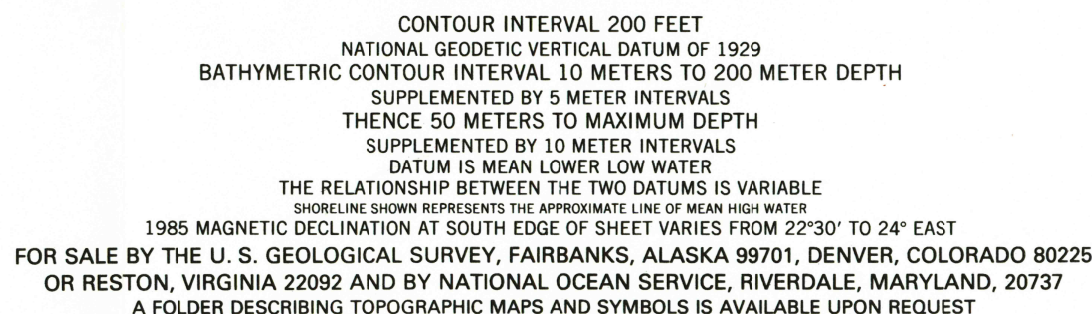 CONTOUR INTERVAL 200 FEET
NATIONAL GEODETIC VERTICAL DATUM OF 1929
BATHYMETRIC CONTOUR INTERVAL 10 METERS TO 200 METER DEPTH
SUPPLEMENTED BY 5 METER INTERVALS
THENCE 50 METERS TO MAXIMUM DEPTH
SUPPLEMENTED BY 10 METER INTERVALS
DATUM IS MEAN LOWER LOW WATER
THE RELATIONSHIP BETWEEN THE TWO DATUMS IS VARIABLE
SHORELINE SHOWN REPRESENTS THE APPROXIMATE LINE OF MEAN HIGH WATER
1985 MAGNETIC DECLINATION AT SOUTH EDGE OF SHEET VARIES FROM 22°30′ TO 24° EAST
FOR SALE BY THE U. S. GEOLOGICAL SURVEY, FAIRBANKS, ALASKA 99701, DENVER, COLORADO 80225
OR RESTON, VIRGINIA 22092 AND BY NATIONAL OCEAN SERVICE, RIVERDALE, MARYLAND, 20737
A FOLDER DESCRIBING TOPOGRAPHIC MAPS AND SYMBOLS IS AVAILABLE UPON REQUEST